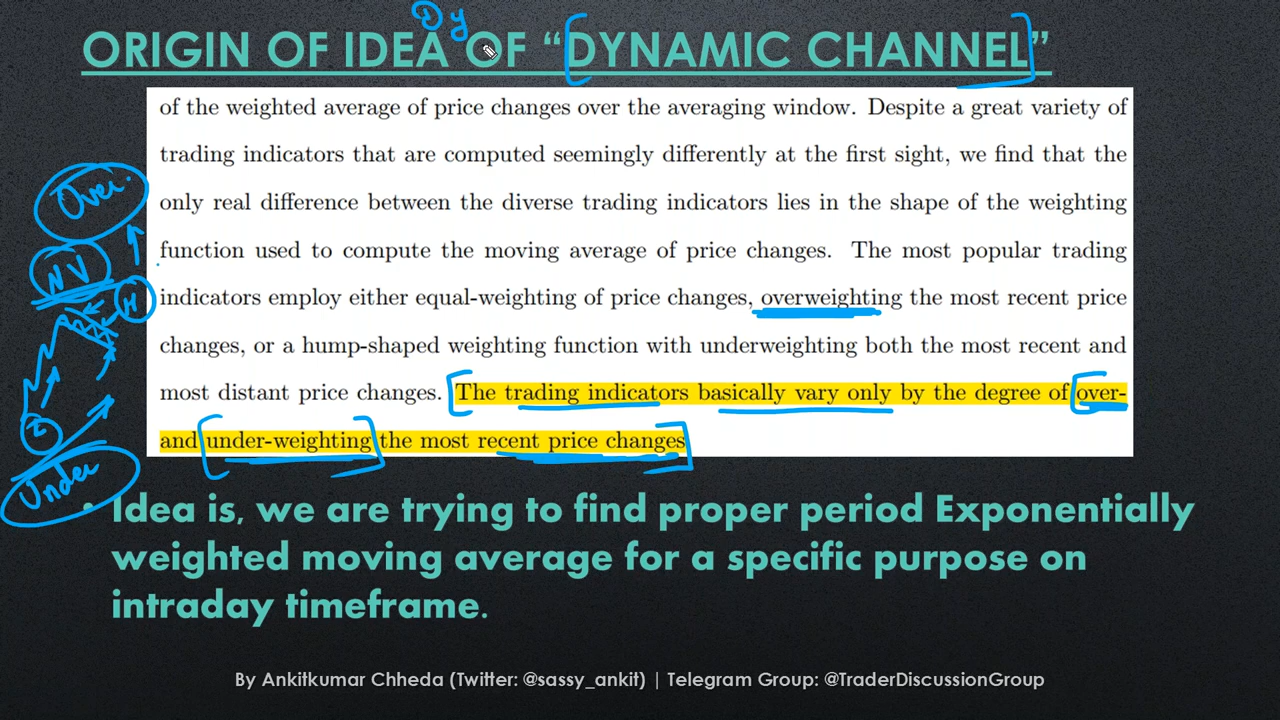 Dy
ORIGIN OF IDEA OF “DYNAMIC CHANNEL”
of the weighted average of price changes over the averaging window. Despite a great variety of
trading indicators that are computed seemingly differently at the first sight, we find that the
only real difference between the diverse trading indicators lies in the shape of the weighting
function used to compute the moving average of price changes. The most popular trading
indicators employ either equal-weighting of price changes, overweighting the most recent price
changes, or a hump-shaped weighting function with underweighting both the most recent and
most distant price changes. The trading indicators basically vary only by the degree of over-
and under-weighting the most recent price changes
Over.
NV
H
Under
• Idea is, we are trying to find proper period Exponentially
weighted moving average for a specific purpose on
intraday timeframe.
By Ankitkumar Chheda (Twitter: @sassy_ankit) | Telegram Group: @TraderDiscussionGroup